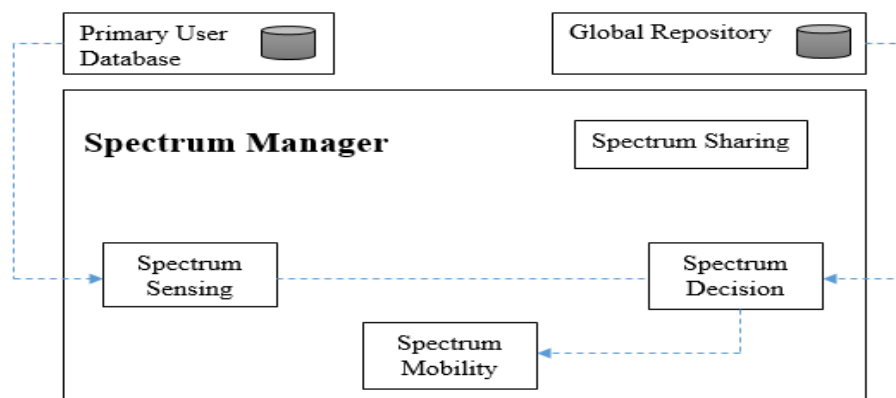 Primary User
Database
Global Repository
Spectrum Manager
Spectrum Sharing
Spectrum
Sensing
Spectrum
Decision
Spectrum
Mobility